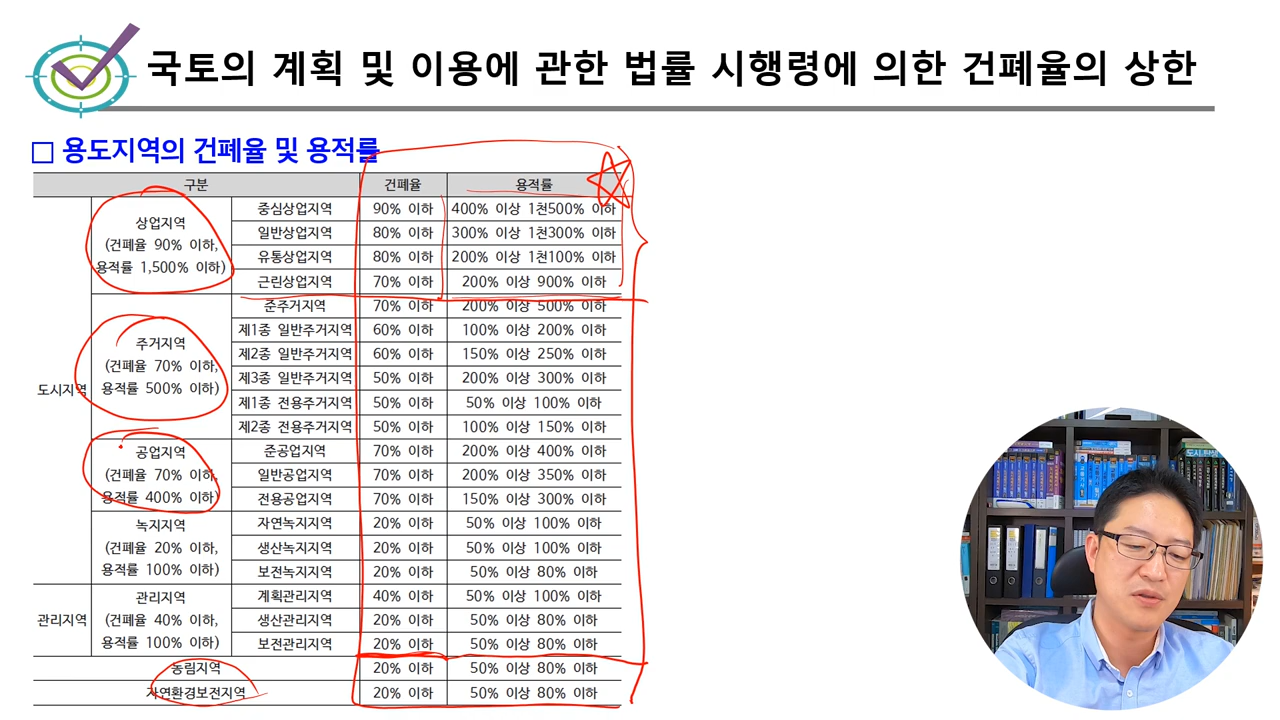 국토의 계획 및 이용에 관한 법률 시행령에 의한 건폐율의 상한
□ 용도지역의 건폐율 및 용적률
구분 건폐율 용적률
도시지역
상업지역
(건폐율 90% 이하,
용적률 1,500% 이하)
중심상업지역 90% 이하 400% 이상 1천500% 이하
일반상업지역 80% 이하 300% 이상 1천300% 이하
유통상업지역 80% 이하 200% 이상 1천100% 이하
근린상업지역 70% 이하 200% 이상 900% 이하
주거지역
(건폐율 70% 이하,
용적률 500% 이하)
준주거지역 70% 이하 200% 이상 500% 이하
제1종 일반주거지역 60% 이하 100% 이상 200% 이하
제2종 일반주거지역 60% 이하 150% 이상 250% 이하
제3종 일반주거지역 50% 이하 200% 이상 300% 이하
제1종 전용주거지역 50% 이하 50% 이상 100% 이하
제2종 전용주거지역 50% 이하 100% 이상 150% 이하
공업지역
(건폐율 70% 이하,
용적률 400% 이하)
준공업지역 70% 이하 200% 이상 400% 이하
일반공업지역 70% 이하 200% 이상 350% 이하
전용공업지역 70% 이하 150% 이상 300% 이하
녹지지역
(건폐율 20% 이하,
용적률 100% 이하)
자연녹지지역 20% 이하 50% 이상 100% 이하
생산녹지지역 20% 이하 50% 이상 100% 이하
보전녹지지역 20% 이하 50% 이상 80% 이하
관리지역
관리지역
(건폐율 40% 이하,
용적률 100% 이하)
계획관리지역 40% 이하 50% 이상 100% 이하
생산관리지역 20% 이하 50% 이상 80% 이하
보전관리지역 20% 이하 50% 이상 80% 이하
농림지역 20% 이하 50% 이상 80% 이하
자연환경보전지역 20% 이하 50% 이상 80% 이하